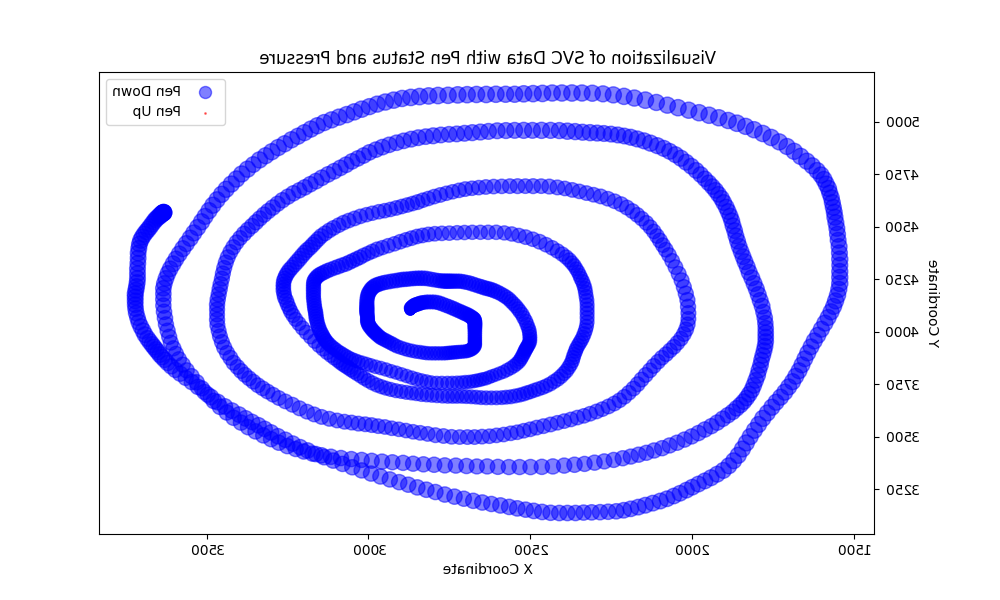 Visualization of SVC Data with Pen Status and Pressure
Pen Down
Pen Up
5000
4750
4500
4250
4000
3750
3500
3250
Y Coordinate
1500
2000
2500
3000
3500
X Coordinate